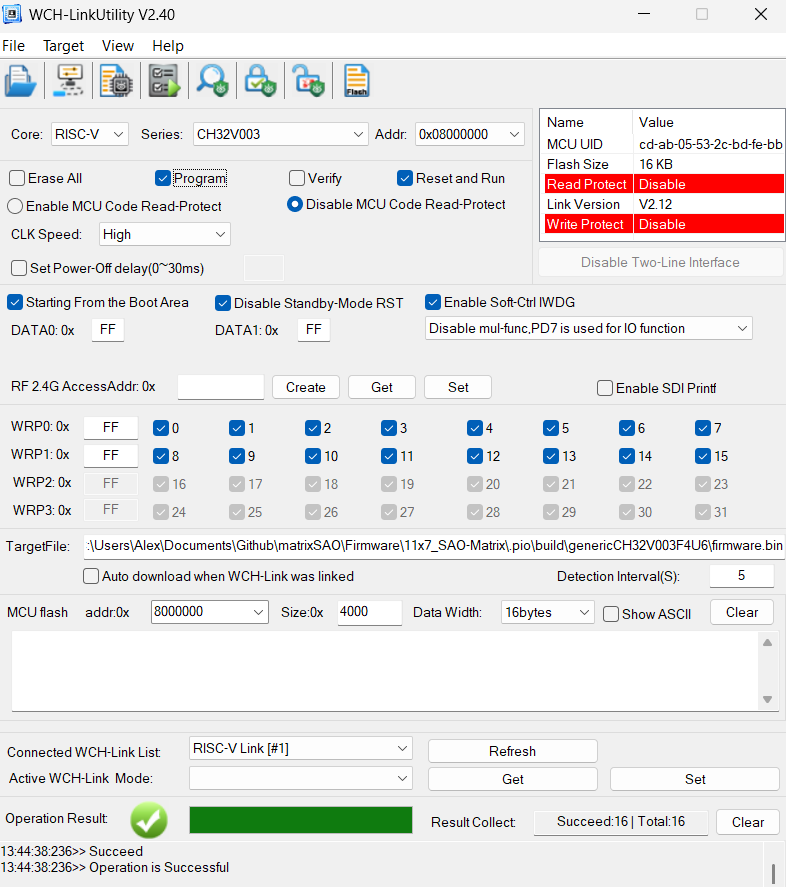 WCH-LinkUtility V2.40
File Target View Help
Flash
Core: RISC-V Series: CH32V003 Addr: 0x08000000
Name Value
MCU UID cd-ab-05-53-2c-bd-fe-bb
Flash Size 16 KB
Read Protect Disable
Link Version V2.12
Write Protect Disable
Disable Two-Line Interface
Erase All Program Verify Reset and Run
Enable MCU Code Read-Protect Disable MCU Code Read-Protect
CLK Speed: High
Set Power-Off delay(0~30ms)
Starting From the Boot Area Disable Standby-Mode RST Enable Soft-Ctrl IWDG
DATA0: 0x FF DATA1: 0x FF Disable mul-func,PD7 is used for IO function
RF 2.4G AccessAddr: 0x Create Get Set Enable SDI Printf
WRP0: 0x FF 0 1 2 3 4 5 6 7
WRP1: 0x FF 8 9 10 11 12 13 14 15
WRP2: 0x FF 16 17 18 19 20 21 22 23
WRP3: 0x FF 24 25 26 27 28 29 30 31
TargetFile: :\Users\Alex\Documents\Github\matrixSAO\Firmware\11x7_SAO-Matrix\.pio\build\genericCH32V003F4U6\firmware.bin
Auto download when WCH-Link was linked Detection Interval(S): 5
MCU flash addr:0x 8000000 Size:0x 4000 Data Width: 16bytes Show ASCII Clear
Connected WCH-Link List: RISC-V Link [#1] Refresh
Active WCH-Link Mode: Get Set
Operation Result: Result Collect: Succeed:16 | Total:16 Clear
13:44:38:236>> Succeed
13:44:38:236>> Operation is Successful